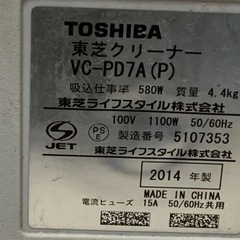 TOSHIBA
東芝クリーナー
VC-PD7A(P)
吸込仕事率 580W 質量 4.4kg
東芝ライフスタイル株式会社
100V 1100W 50/60Hz
PS E 製造番号 5107353
JET 東芝ライフスタイル株式会社
2014 年製
MADE IN CHINA
電流ヒューズ 15A 50/60Hz共用